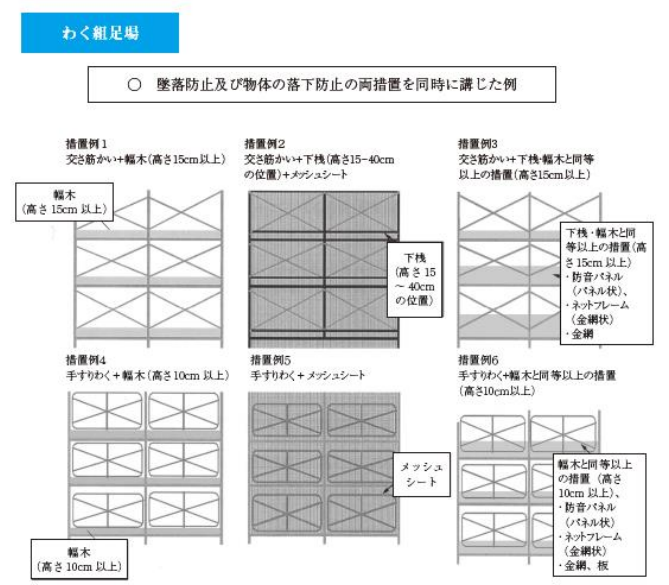 わく組足場
○ 墜落防止及び物体の落下防止の両措置を同時に講じた例
措置例1
交さ筋かい+幅木(高さ15cm以上)
幅木
(高さ 15cm 以上)
措置例2
交さ筋かい+下桟(高さ15-40cm
の位置)+メッシュシート
下桟
(高さ 15
～ 40cm
の位置)
措置例3
交さ筋かい+下桟・幅木と同等
以上の措置(高さ15cm以上)
下桟・幅木と同
等以上の措置(高
さ 15cm 以上)
・防音パネル
(パネル状)、
・ネットフレーム
(金網状)
・金網
措置例4
手すりわく + 幅木(高さ 10cm 以上)
幅木
(高さ 10cm 以上)
措置例5
手すりわく + メッシュシート
メッシュ
シート
措置例6
手すりわく+幅木と同等以上の措置
(高さ10cm以上)
幅木と同等以上
の措置(高さ
10cm 以上)、
・防音パネル
(パネル状)
・ネットフレーム
(金網状)
・金網、板